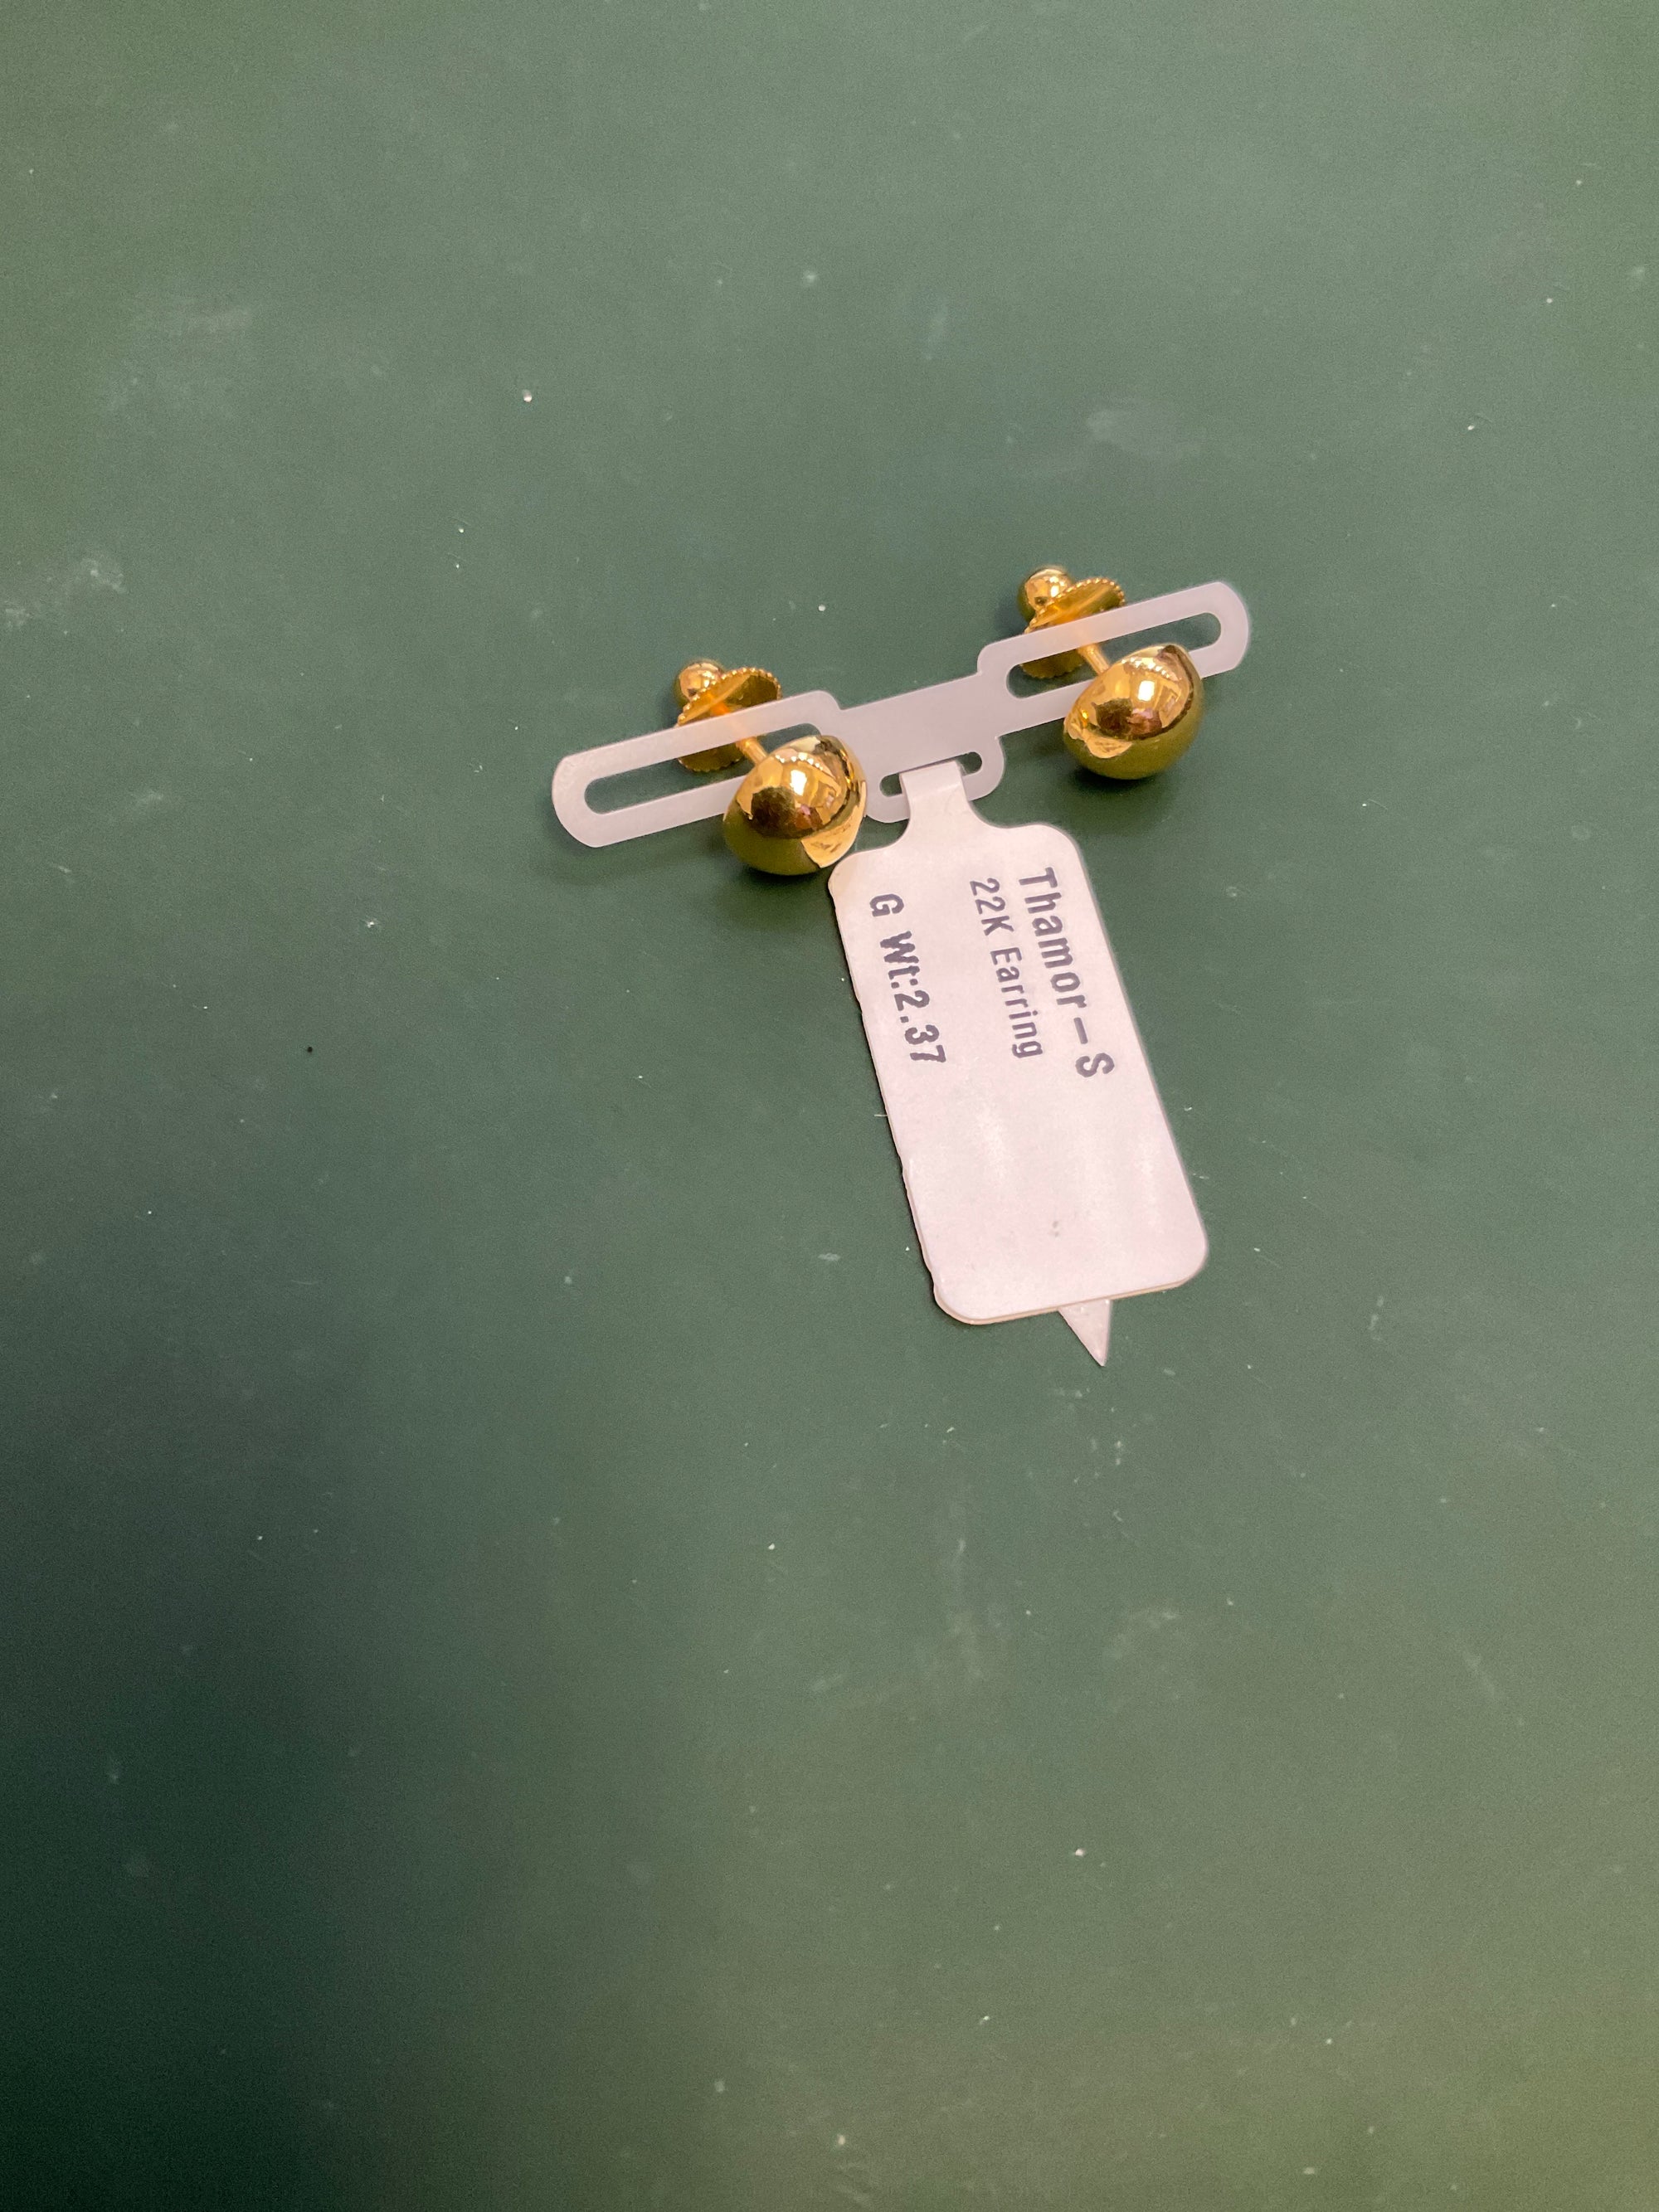 Thamor-S
22K Earring
G Wt:2.37